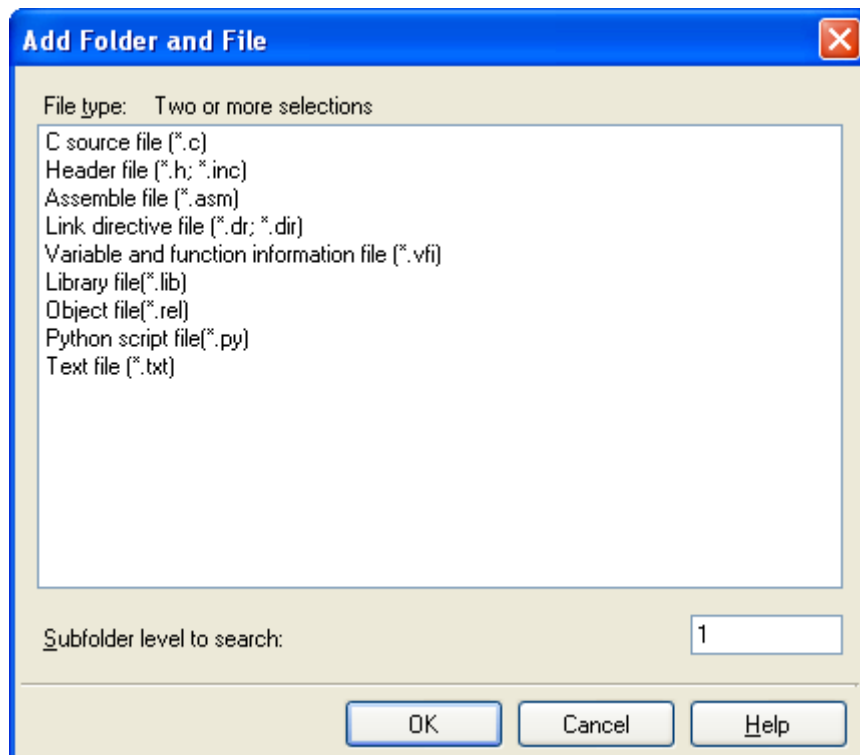 Add Folder and File
File type: Two or more selections
C source file (*.c)
Header file (*.h; *.inc)
Assemble file (*.asm)
Link directive file (*.dr; *.dir)
Variable and function information file (*.vfi)
Library file(*.lib)
Object file(*.rel)
Python script file(*.py)
Text file (*.txt)
Subfolder level to search: 1
OK Cancel Help